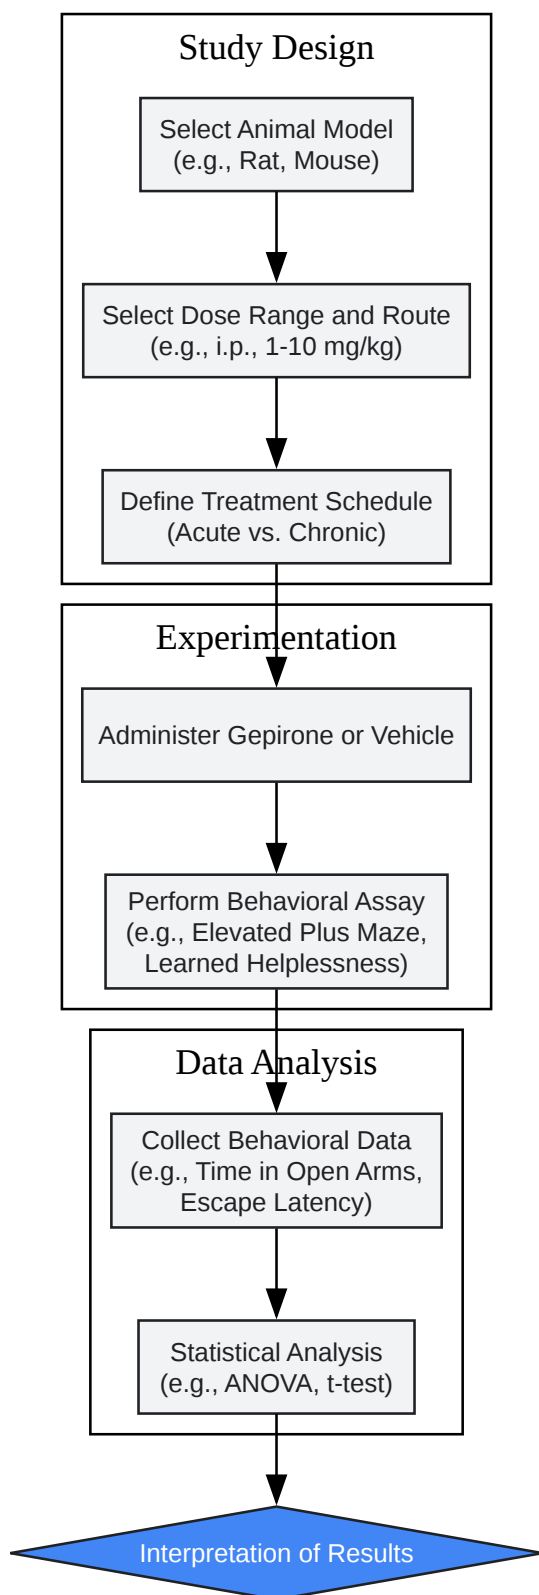 Study Design
Select Animal Model
(e.g., Rat, Mouse)
Select Dose Range and Route
(e.g., i.p., 1-10 mg/kg)
Define Treatment Schedule
(Acute vs. Chronic)
Experimentation
Administer Gepirone or Vehicle
Perform Behavioral Assay
(e.g., Elevated Plus Maze,
Learned Helplessness)
Data Analysis
Collect Behavioral Data
(e.g., Time in Open Arms,
Escape Latency)
Statistical Analysis
(e.g., ANOVA, t-test)
Interpretation of Results